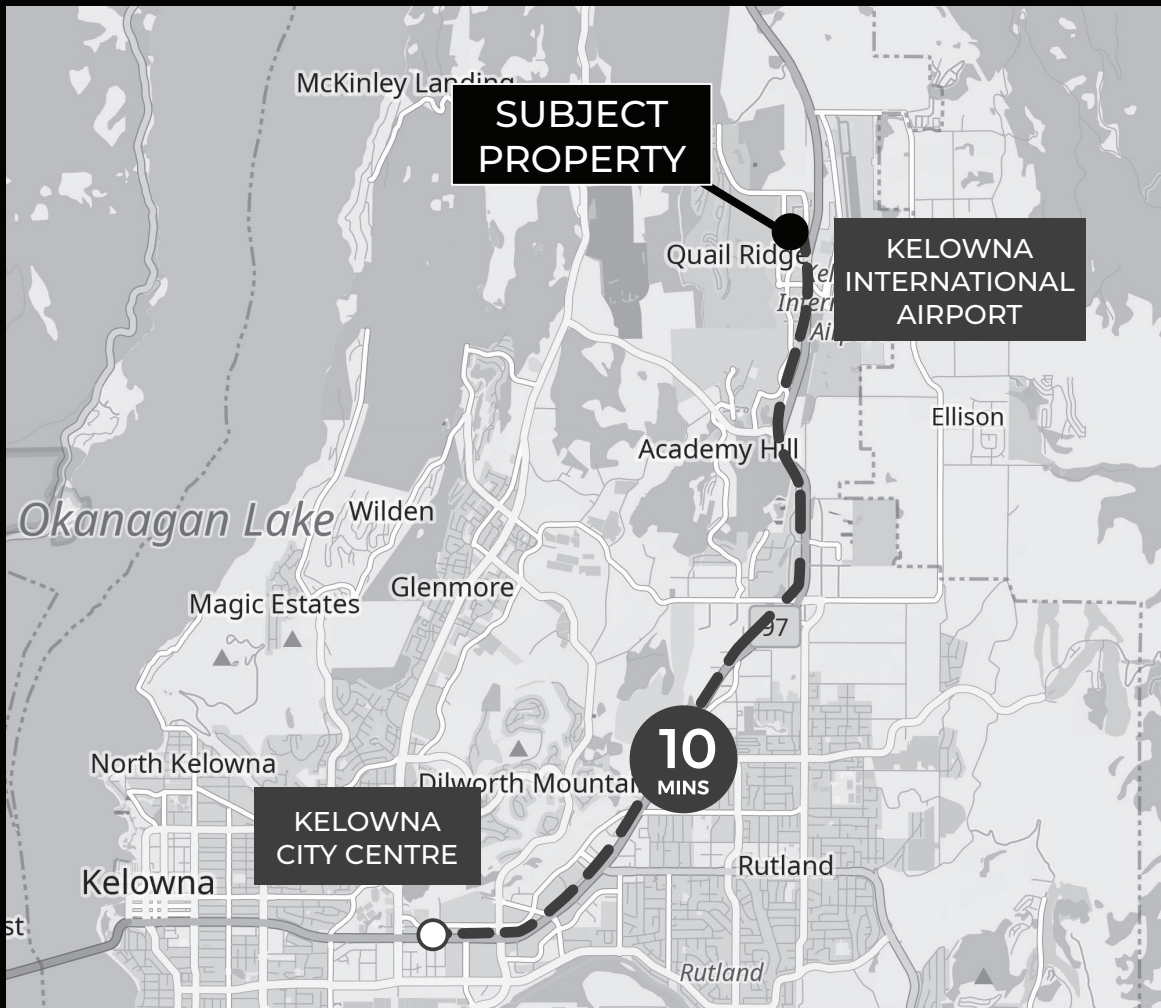 McKinley Landing
SUBJECT
PROPERTY
Quail Ridge
KELOWNA
INTERNATIONAL
AIRPORT
Ellison
Academy Hill
Okanagan Lake
Wilden
Glenmore
Magic Estates
97
10
MINS
North Kelowna
Dilworth Mountain
KELOWNA
CITY CENTRE
Rutland
Kelowna
st
Rutland